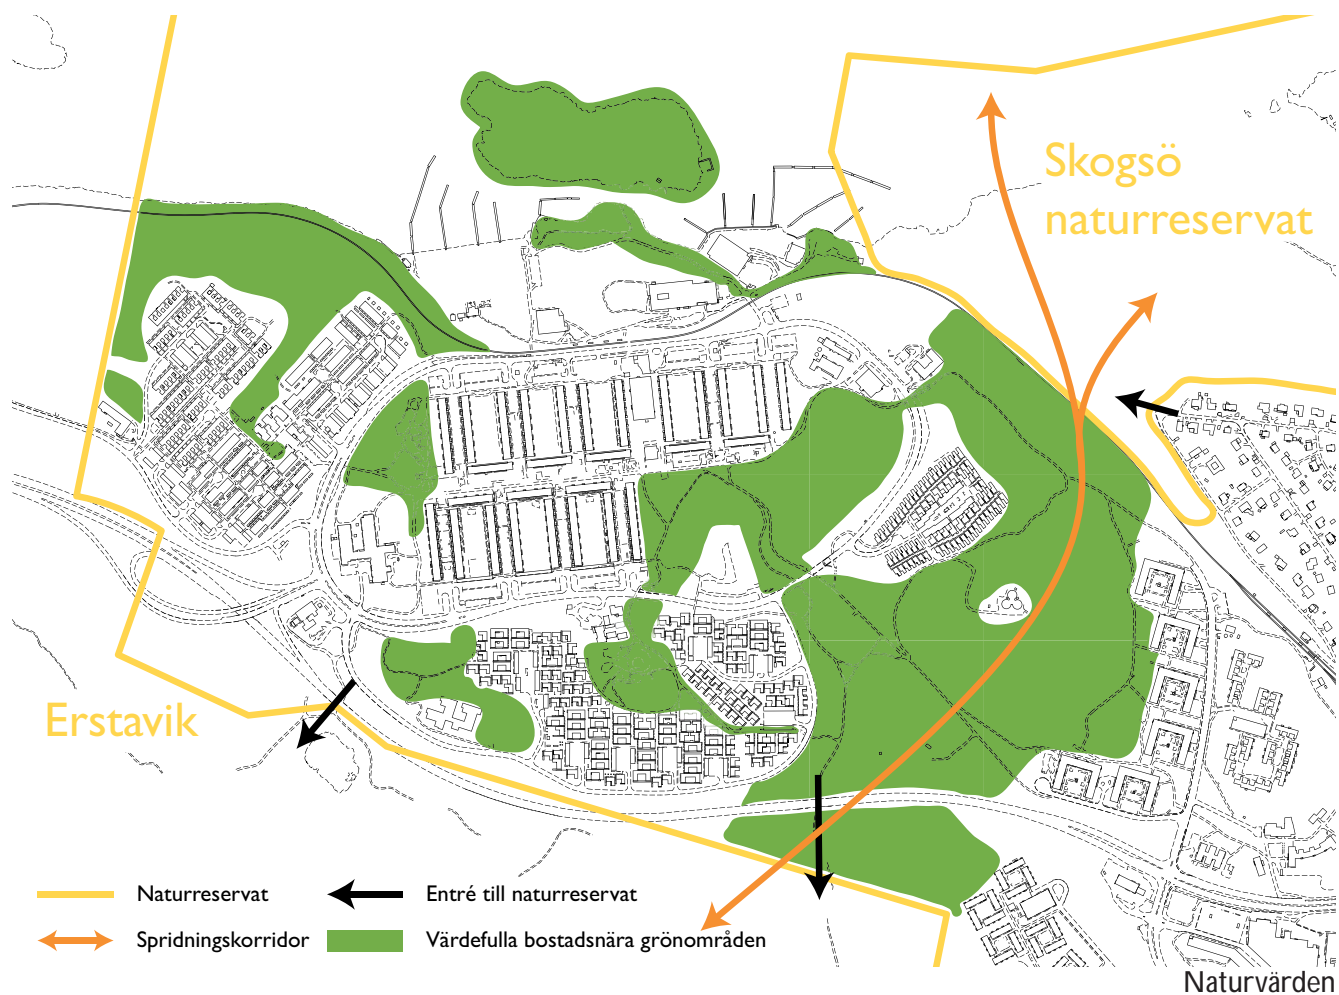 Skogsö
naturreservat
Erstavik
Naturreservat
Entré till naturreservat
Spridningskorridor
Värdefulla bostadsnära grönområden
Naturvärden